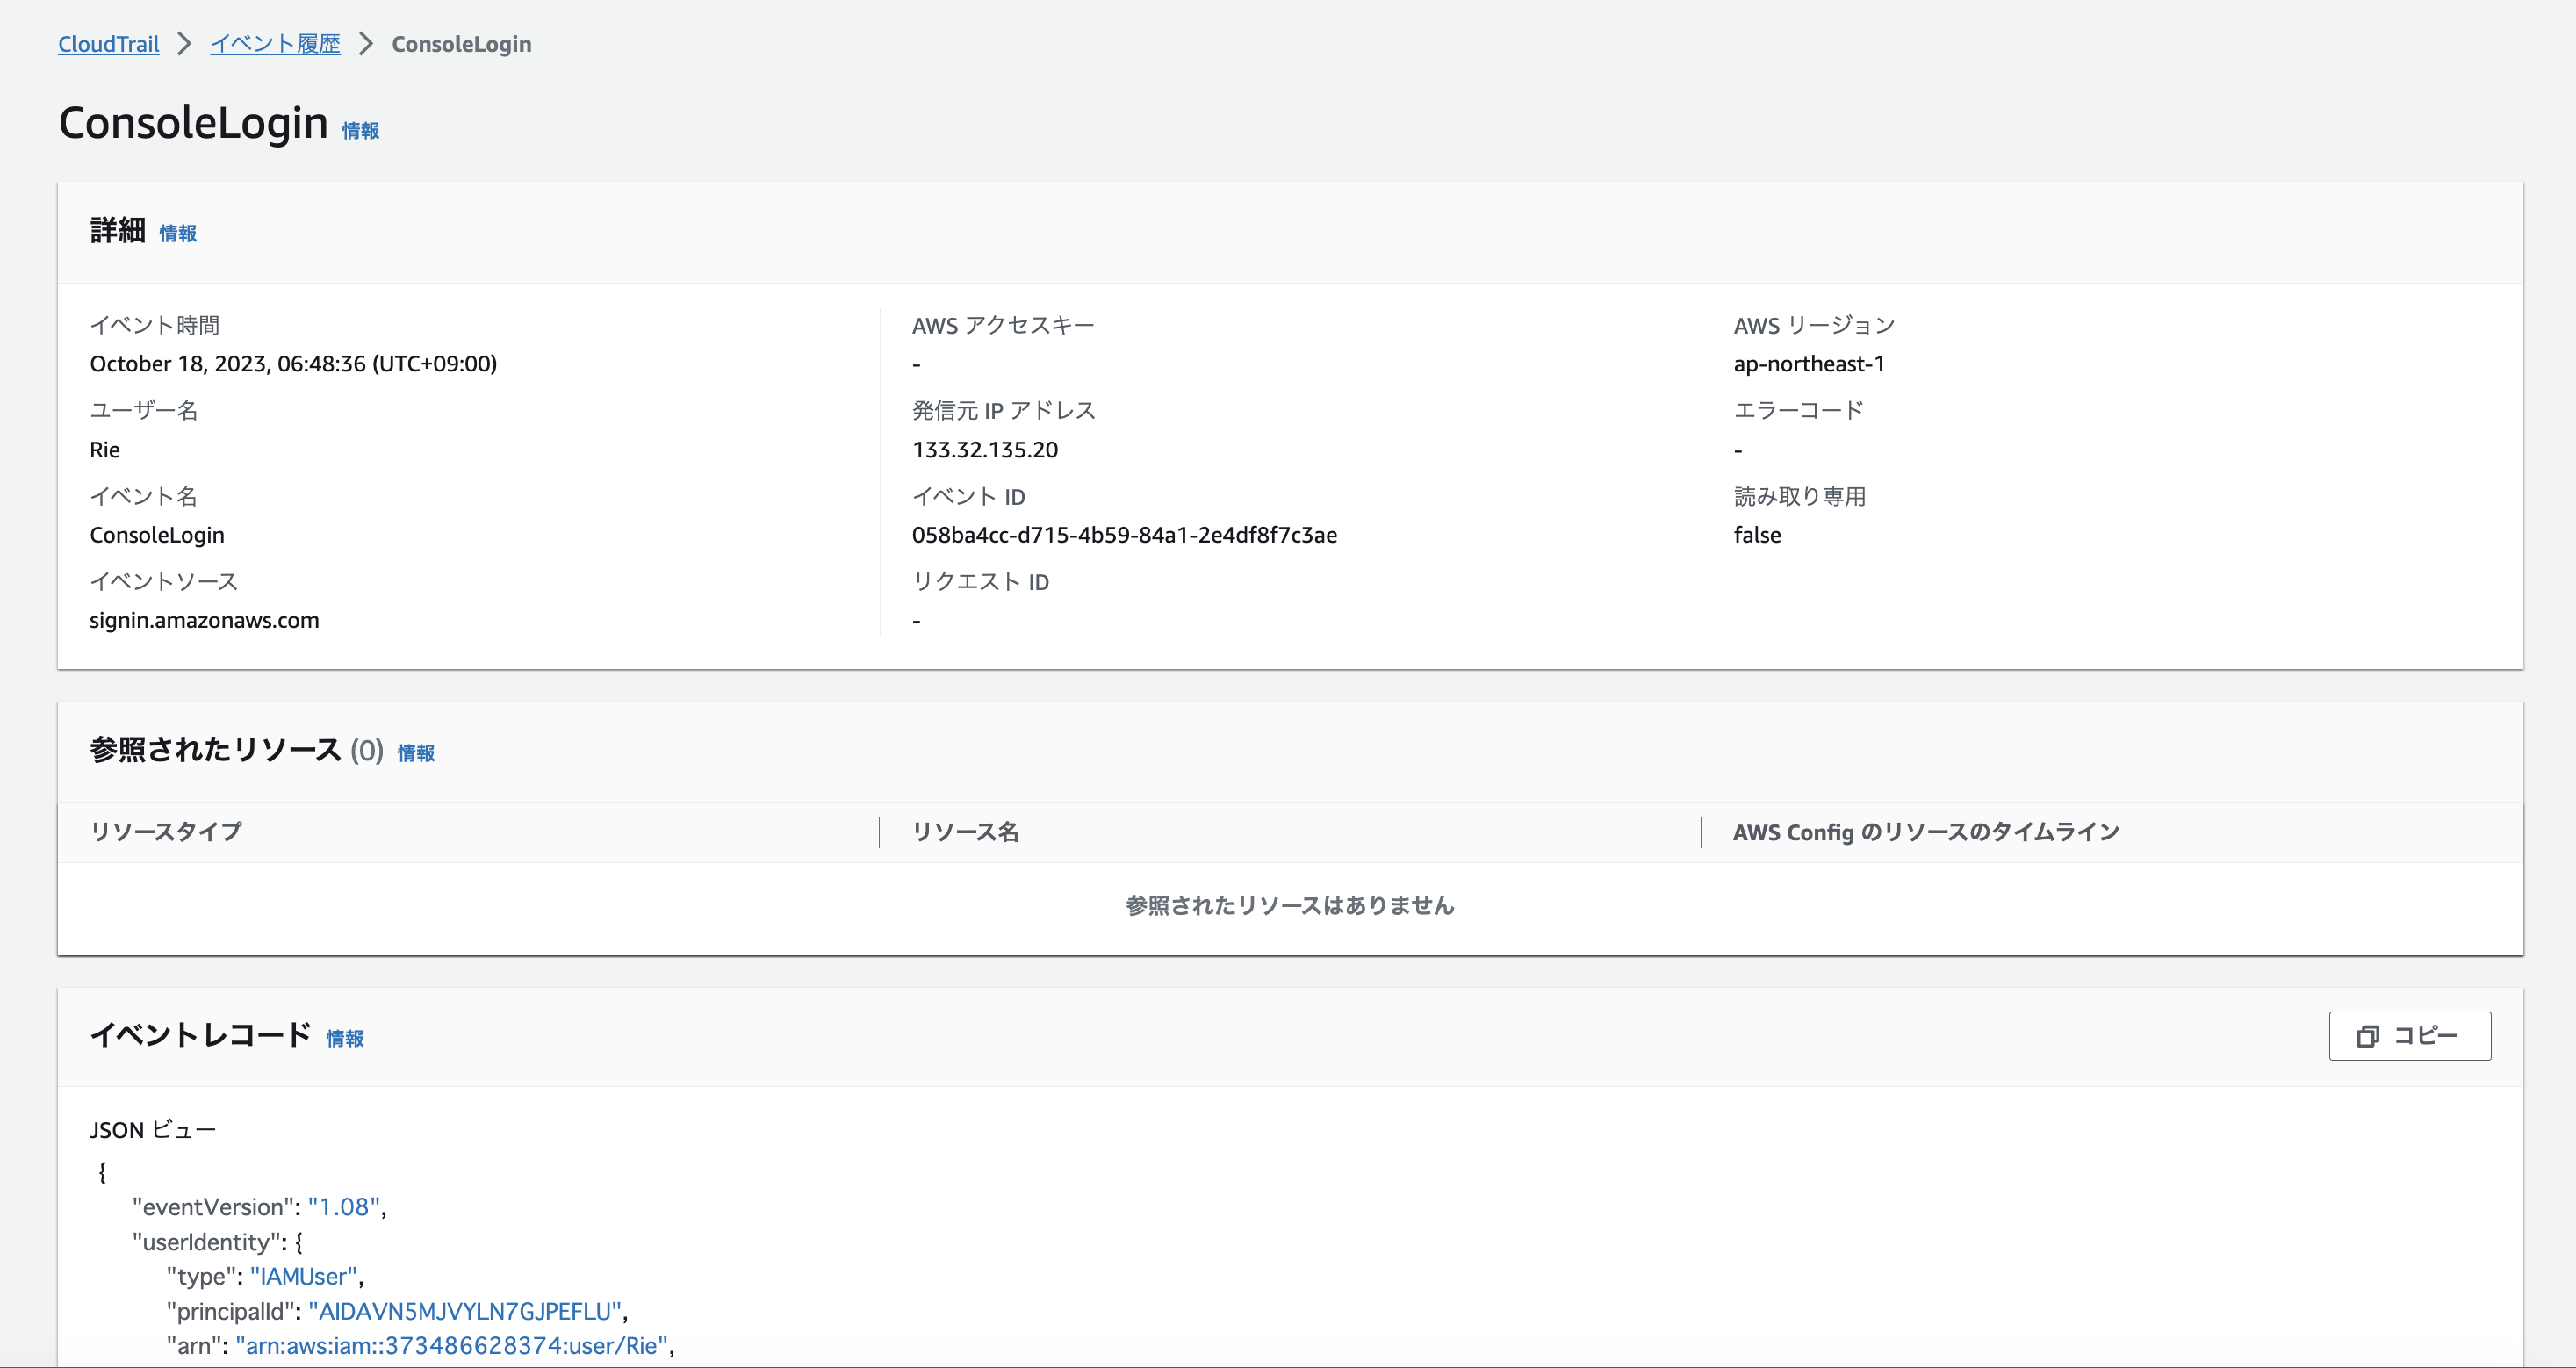 CloudTrail > イベント履歴 > ConsoleLogin
ConsoleLogin 情報
詳細 情報
イベント時間
October 18, 2023, 06:48:36 (UTC+09:00)
ユーザー名
Rie
イベント名
ConsoleLogin
イベントソース
signin.amazonaws.com
AWS アクセスキー
-
発信元 IP アドレス
133.32.135.20
イベント ID
058ba4cc-d715-4b59-84a1-2e4df8f7c3ae
リクエスト ID
-
AWS リージョン
ap-northeast-1
エラーコード
-
読み取り専用
false
参照されたリソース (0) 情報
リソースタイプ リソース名 AWS Config のリソースのタイムライン
参照されたリソースはありません
イベントレコード 情報
コピー
JSON ビュー
{
"eventVersion": "1.08",
"userIdentity": {
"type": "IAMUser",
"principalId": "AIDAVN5MJVYLN7GJPEFLU",
"arn": "arn:aws:iam::373486628374:user/Rie",